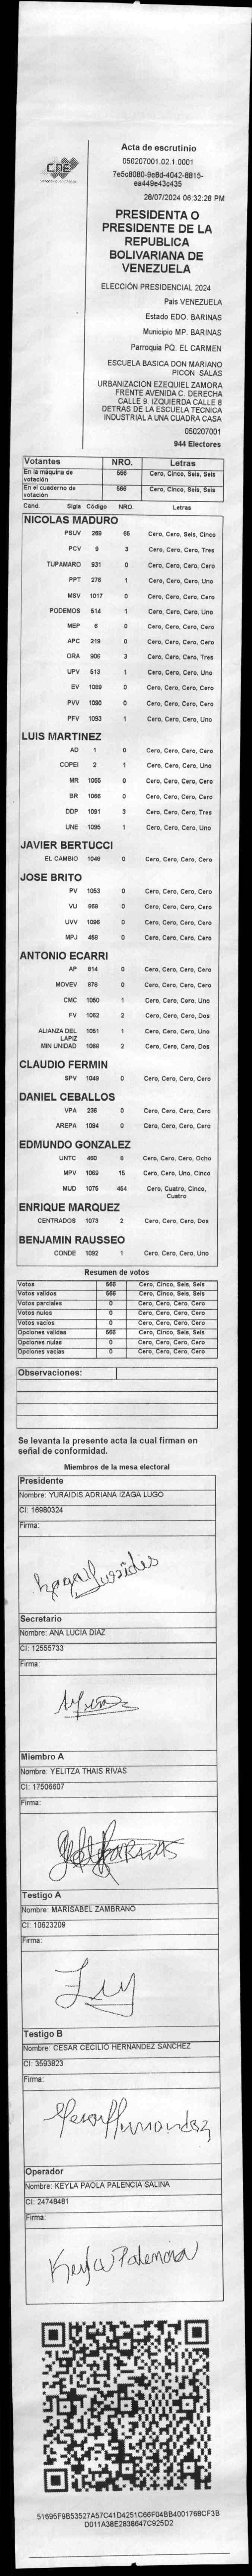 CNE
Acta de escrutinio
050207001.02.1.0001
7e5c8080-9e8d-4042-8815-
ea449e43c435
28/07/2024 06:32:28 PM
PRESIDENTA O
PRESIDENTE DE LA
REPUBLICA
BOLIVARIANA DE
VENEZUELA
ELECCIÓN PRESIDENCIAL 2024
Pais VENEZUELA
Estado EDO. BARINAS
Municipio MP. BARINAS
Parroquia PQ. EL CARMEN
ESCUELA BASICA DON MARIANO
PICON SALAS
URBANIZACION EZEQUIEL ZAMORA
FRENTE AVENIDA C. DERECHA
CALLE 9. IZQUIERDA CALLE 8
DETRAS DE LA ESCUELA TECNICA
INDUSTRIAL A UNA CUADRA CASA
050207001
944 Electores
Votantes NRO. Letras
En la máquina de votación 566 Cero, Cinco, Seis, Seis
En el cuaderno de votación 566 Cero, Cinco, Seis, Seis
Cand. Sigla Código NRO. Letras
NICOLAS MADURO
PSUV 269 65 Cero, Cero, Seis, Cinco
PCV 9 3 Cero, Cero, Cero, Tres
TUPAMARO 931 0 Cero, Cero, Cero, Cero
PPT 276 1 Cero, Cero, Cero, Uno
MSV 1017 0 Cero, Cero, Cero, Cero
PODEMOS 514 1 Cero, Cero, Cero, Uno
MEP 6 0 Cero, Cero, Cero, Cero
APC 219 0 Cero, Cero, Cero, Cero
ORA 906 3 Cero, Cero, Cero, Tres
UPV 513 1 Cero, Cero, Cero, Uno
EV 1089 0 Cero, Cero, Cero, Cero
PVV 1090 0 Cero, Cero, Cero, Cero
PFV 1093 1 Cero, Cero, Cero, Uno
LUIS MARTINEZ
AD 1 0 Cero, Cero, Cero, Cero
COPEI 2 1 Cero, Cero, Cero, Uno
MR 1055 0 Cero, Cero, Cero, Cero
BR 1066 0 Cero, Cero, Cero, Cero
DDP 1091 3 Cero, Cero, Cero, Tres
UNE 1095 1 Cero, Cero, Cero, Uno
JAVIER BERTUCCI
EL CAMBIO 1048 0 Cero, Cero, Cero, Cero
JOSE BRITO
PV 1053 0 Cero, Cero, Cero, Cero
VU 969 0 Cero, Cero, Cero, Cero
UVV 1096 0 Cero, Cero, Cero, Cero
MPJ 458 0 Cero, Cero, Cero, Cero
ANTONIO ECARRI
AP 814 0 Cero, Cero, Cero, Cero
MOVEV 878 0 Cero, Cero, Cero, Cero
CMC 1050 1 Cero, Cero, Cero, Uno
FV 1062 2 Cero, Cero, Cero, Dos
ALIANZA DEL LAPIZ 1051 1 Cero, Cero, Cero, Uno
MIN UNIDAD 1088 2 Cero, Cero, Cero, Dos
CLAUDIO FERMIN
SPV 1049 0 Cero, Cero, Cero, Cero
DANIEL CEBALLOS
VPA 236 0 Cero, Cero, Cero, Cero
AREPA 1094 0 Cero, Cero, Cero, Cero
EDMUNDO GONZALEZ
UNTC 460 8 Cero, Cero, Cero, Ocho
MPV 1069 15 Cero, Cero, Uno, Cinco
MUD 1075 454 Cero, Cuatro, Cinco, Cuatro
ENRIQUE MARQUEZ
CENTRADOS 1073 2 Cero, Cero, Cero, Dos
BENJAMIN RAUSSEO
CONDE 1092 1 Cero, Cero, Cero, Uno
Resumen de votos
Votos 566 Cero, Cinco, Seis, Seis
Votos validos 566 Cero, Cinco, Seis, Seis
Votos parciales 0 Cero, Cero, Cero, Cero
Votos nulos 0 Cero, Cero, Cero, Cero
Votos vacios 0 Cero, Cero, Cero, Cero
Opciones validas 566 Cero, Cinco, Seis, Seis
Opciones nulas 0 Cero, Cero, Cero, Cero
Opciones vacias 0 Cero, Cero, Cero, Cero
Observaciones:
Se levanta la presente acta la cual firman en
señal de conformidad.
Miembros de la mesa electoral
Presidente
Nombre: YURAIDIS ADRIANA IZAGA LUGO
CI: 16980324
Firma:
Secretario
Nombre: ANA LUCIA DIAZ
CI: 12555733
Firma:
Miembro A
Nombre: YELITZA THAIS RIVAS
CI: 17506607
Firma:
Testigo A
Nombre: MARISABEL ZAMBRANO
CI: 10623209
Firma:
Testigo B
Nombre: CESAR CECILIO HERNANDEZ SANCHEZ
CI: 3593823
Firma:
Operador
Nombre: KEYLA PAOLA PALENCIA SALINA
CI: 24748481
Firma:
Keyla Palencia
51695F9B53527A57C41D4251C66F04BB4001768CF3B
D011A38E2838647C925D2